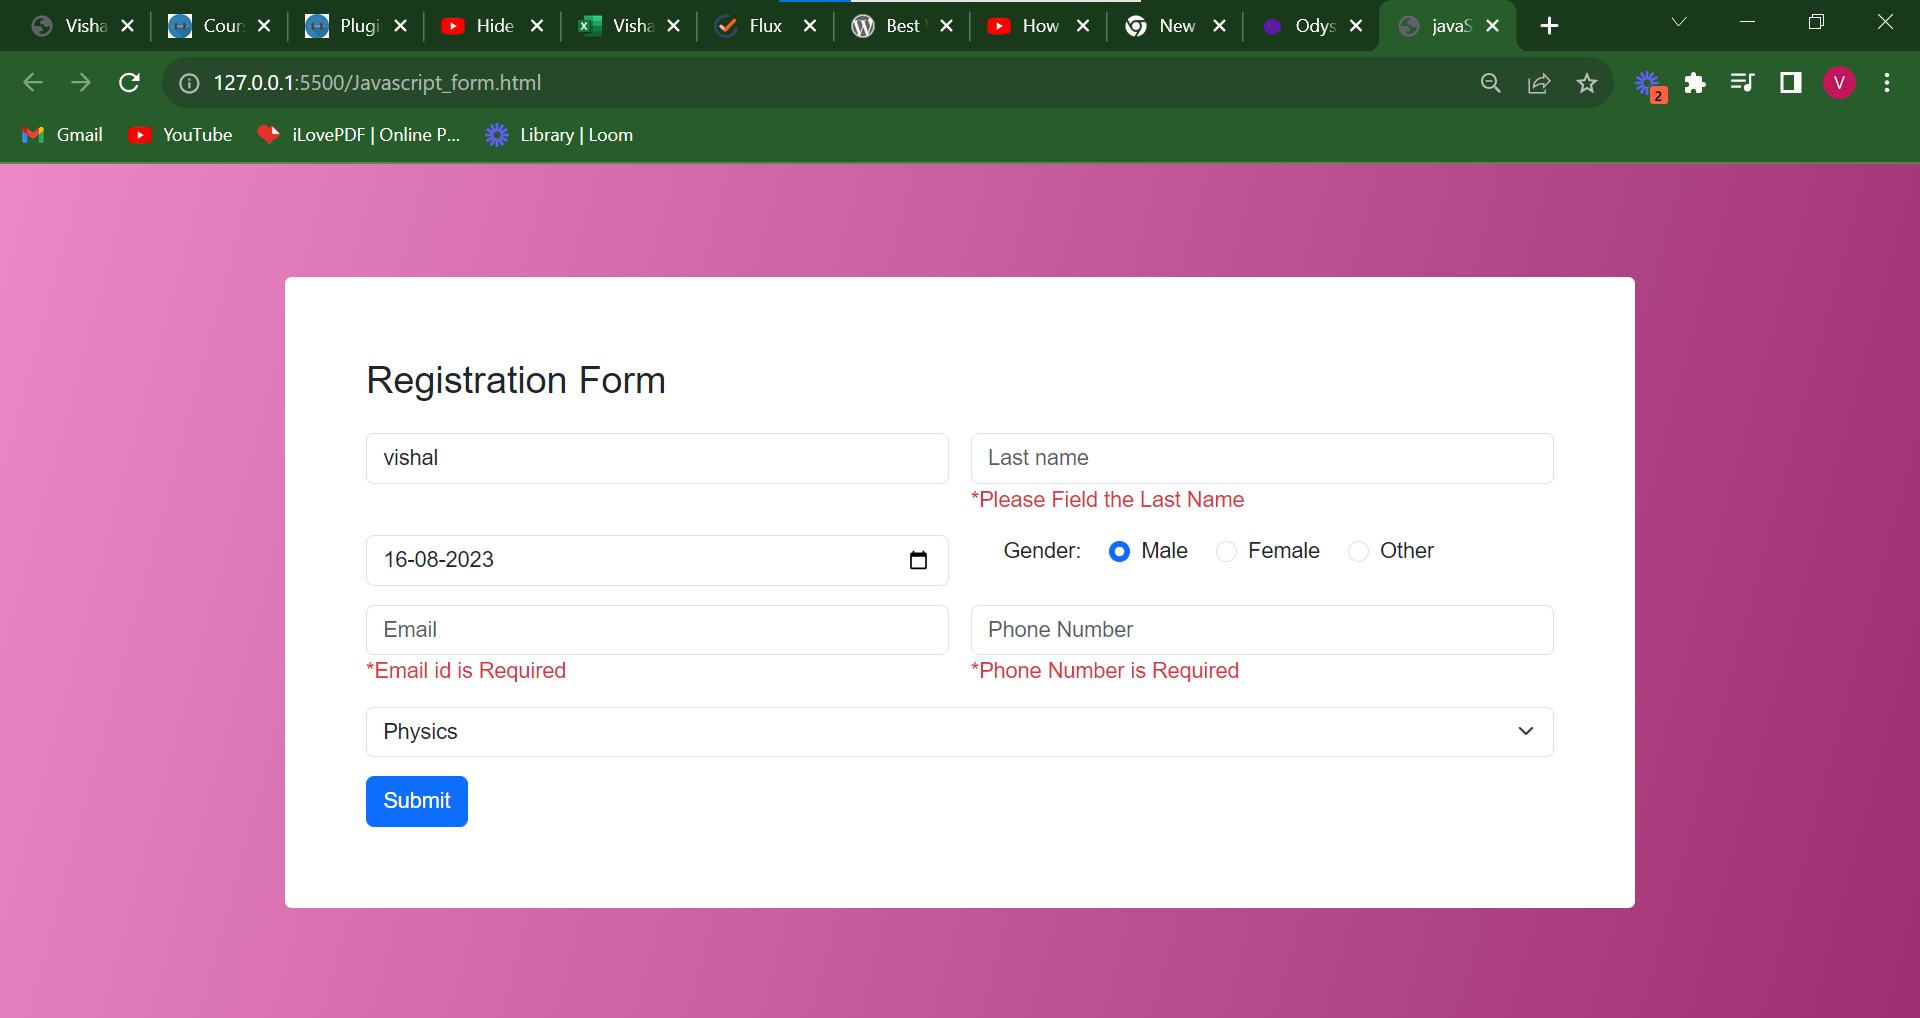 Visha Cour Plugi Hide Visha Flux Best How New Odys javaS
127.0.0.1:5500/Javascript_form.html 2 V
Gmail YouTube iLovePDF | Online P... Library | Loom
Registration Form
vishal Last name
*Please Field the Last Name
16-08-2023 Gender: Male Female Other
Email Phone Number
*Email id is Required *Phone Number is Required
Physics
Submit